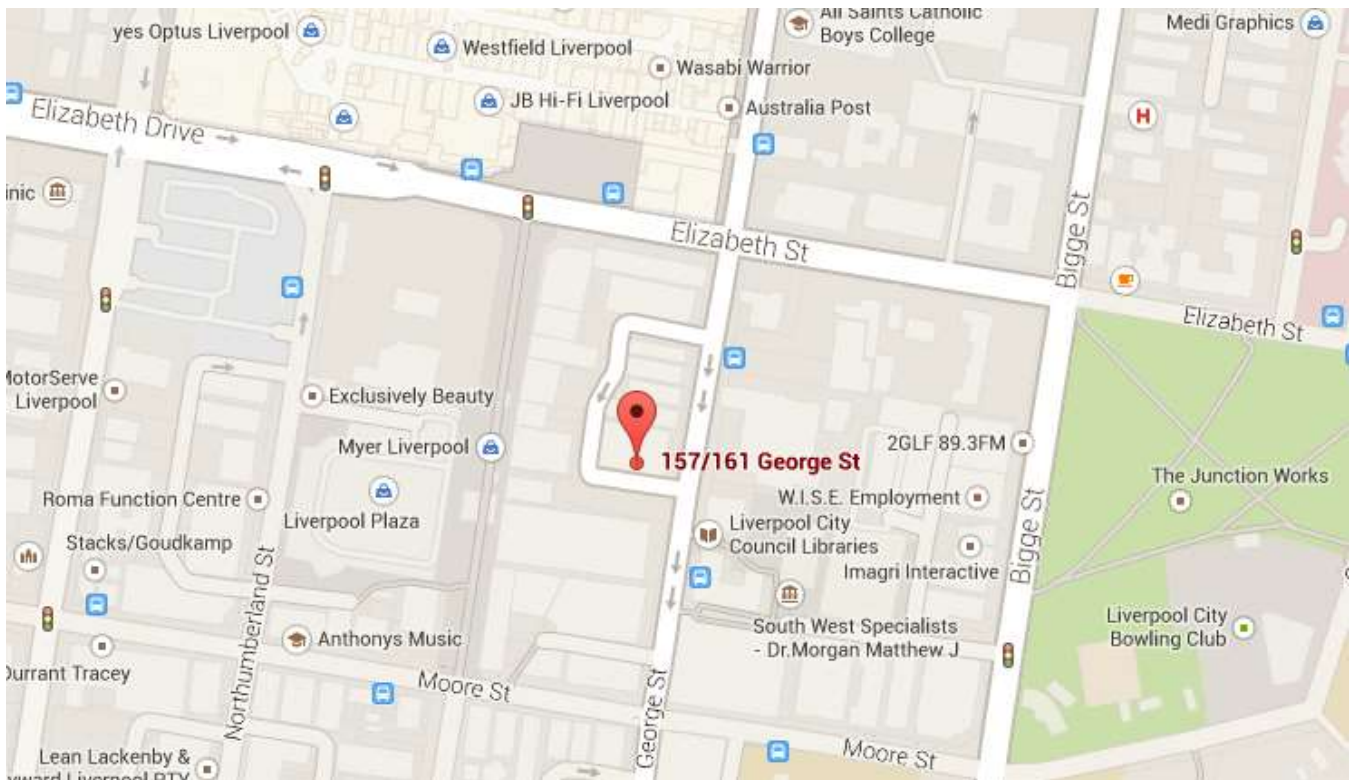 All Saints Catholic
Boys College
yes Optus Liverpool
Medi Graphics
Westfield Liverpool
Wasabi Warrior
JB Hi-Fi Liverpool
Australia Post
Elizabeth Drive
H
inic
Elizabeth St
Bigge St
Elizabeth St
MotorServe
Liverpool
Exclusively Beauty
Myer Liverpool
2GLF 89.3FM
157/161 George St
The Junction Works
W.I.S.E. Employment
Roma Function Centre
Liverpool Plaza
Liverpool City
Council Libraries
Stacks/Goudkamp
Imagri Interactive
Bigge St
Northumberland St
Anthonys Music
South West Specialists
- Dr.Morgan Matthew J
Liverpool City
Bowling Club
Durrant Tracey
Moore St
George St
Moore St
Lean Lackenby &
yward Liverpool PTY